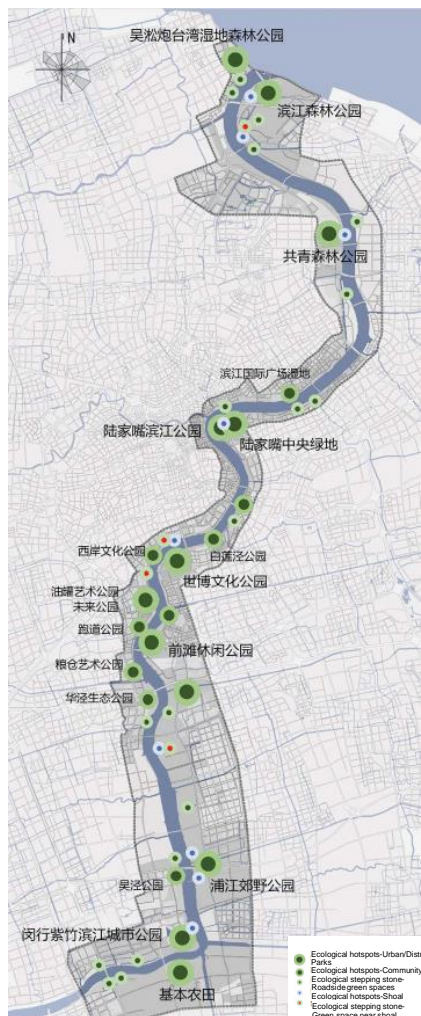 吴淞炮台湾湿地森林公园
N
滨江森林公园
共青森林公园
滨江国际广场湿地
陆家嘴滨江公园
陆家嘴中央绿地
西岸文化公园
白莲泾公园
世博文化公园
油罐艺术公园
未来公园
跑道公园
前滩休闲公园
粮仓艺术公园
华泾生态公园
吴泾公园
浦江郊野公园
闵行紫竹滨江城市公园
基本农田
Ecological hotspots-Urban/Distr
Parks
Ecological hotspots-Community
Ecological stepping stone-
Roadside green spaces
Ecological hotspots-Shoal
Ecological stepping stone-
Green space near shoal